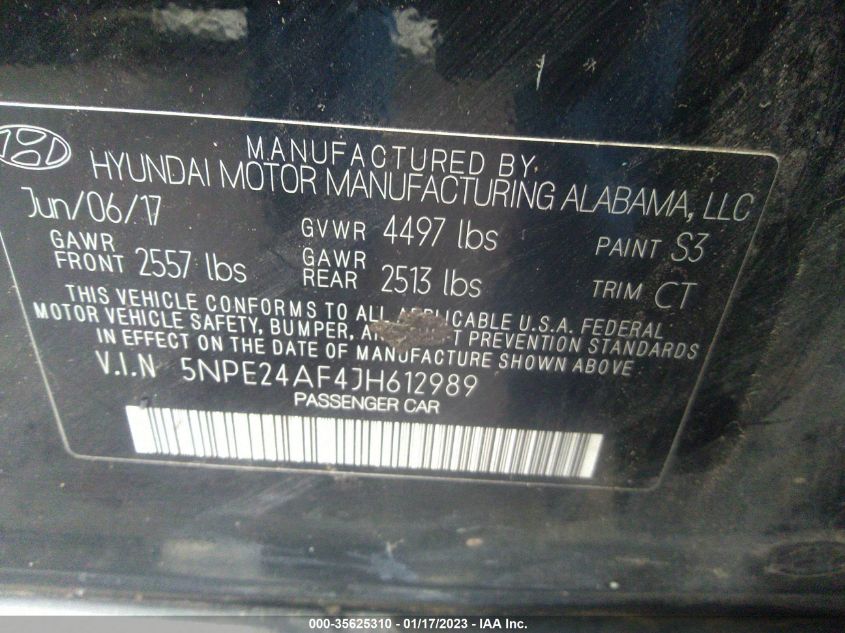 MANUFACTURED BY
HYUNDAI MOTOR MANUFACTURING ALABAMA, LLC
Jun/06/17 GVWR 4497 lbs PAINT S3
GAWR FRONT 2557 lbs GAWR REAR 2513 lbs TRIM CT
THIS VEHICLE CONFORMS TO ALL APPLICABLE U.S.A. FEDERAL
MOTOR VEHICLE SAFETY, BUMPER, PREVENTION STANDARDS
IN EFFECT ON THE DATE OF MANUFACTURE SHOWN ABOVE
V.I.N 5NPE24AF4JH612989
PASSENGER CAR
000-35625310 - 01/17/2023 - IAA Inc.